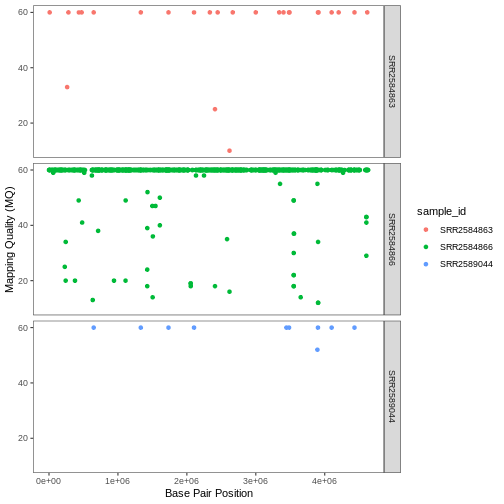 60
40
20
SRR2584863
60
40
20
SRR2584866
60
40
20
SRR2589044
Mapping Quality (MQ)
0e+00
1e+06
2e+06
3e+06
4e+06
Base Pair Position
sample_id
SRR2584863
SRR2584866
SRR2589044